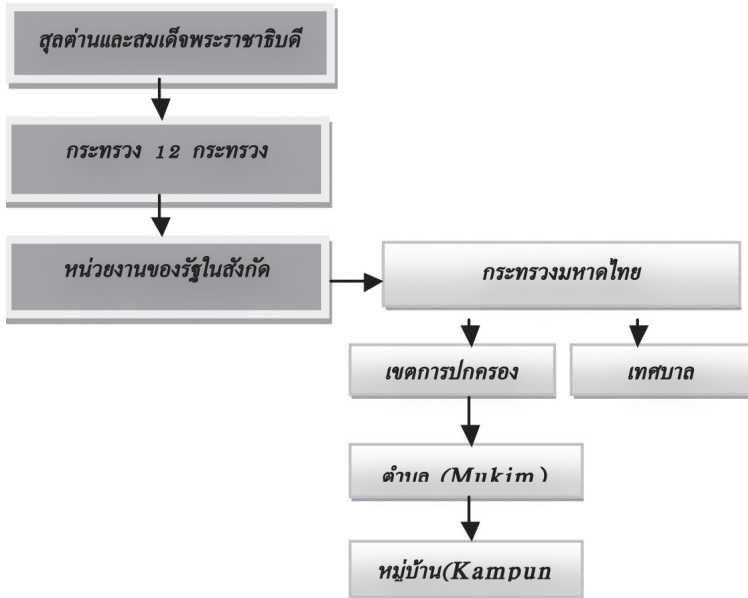 สุลต่านและสมเด็จพระราชาธิบดี
กระทรวง 12 กระทรวง
หน่วยงานของรัฐในสังกัด
กระทรวงมหาดไทย
เขตการปกครอง
เทศบาล
ตำบล (Mukim)
หมู่บ้าน(Kampun